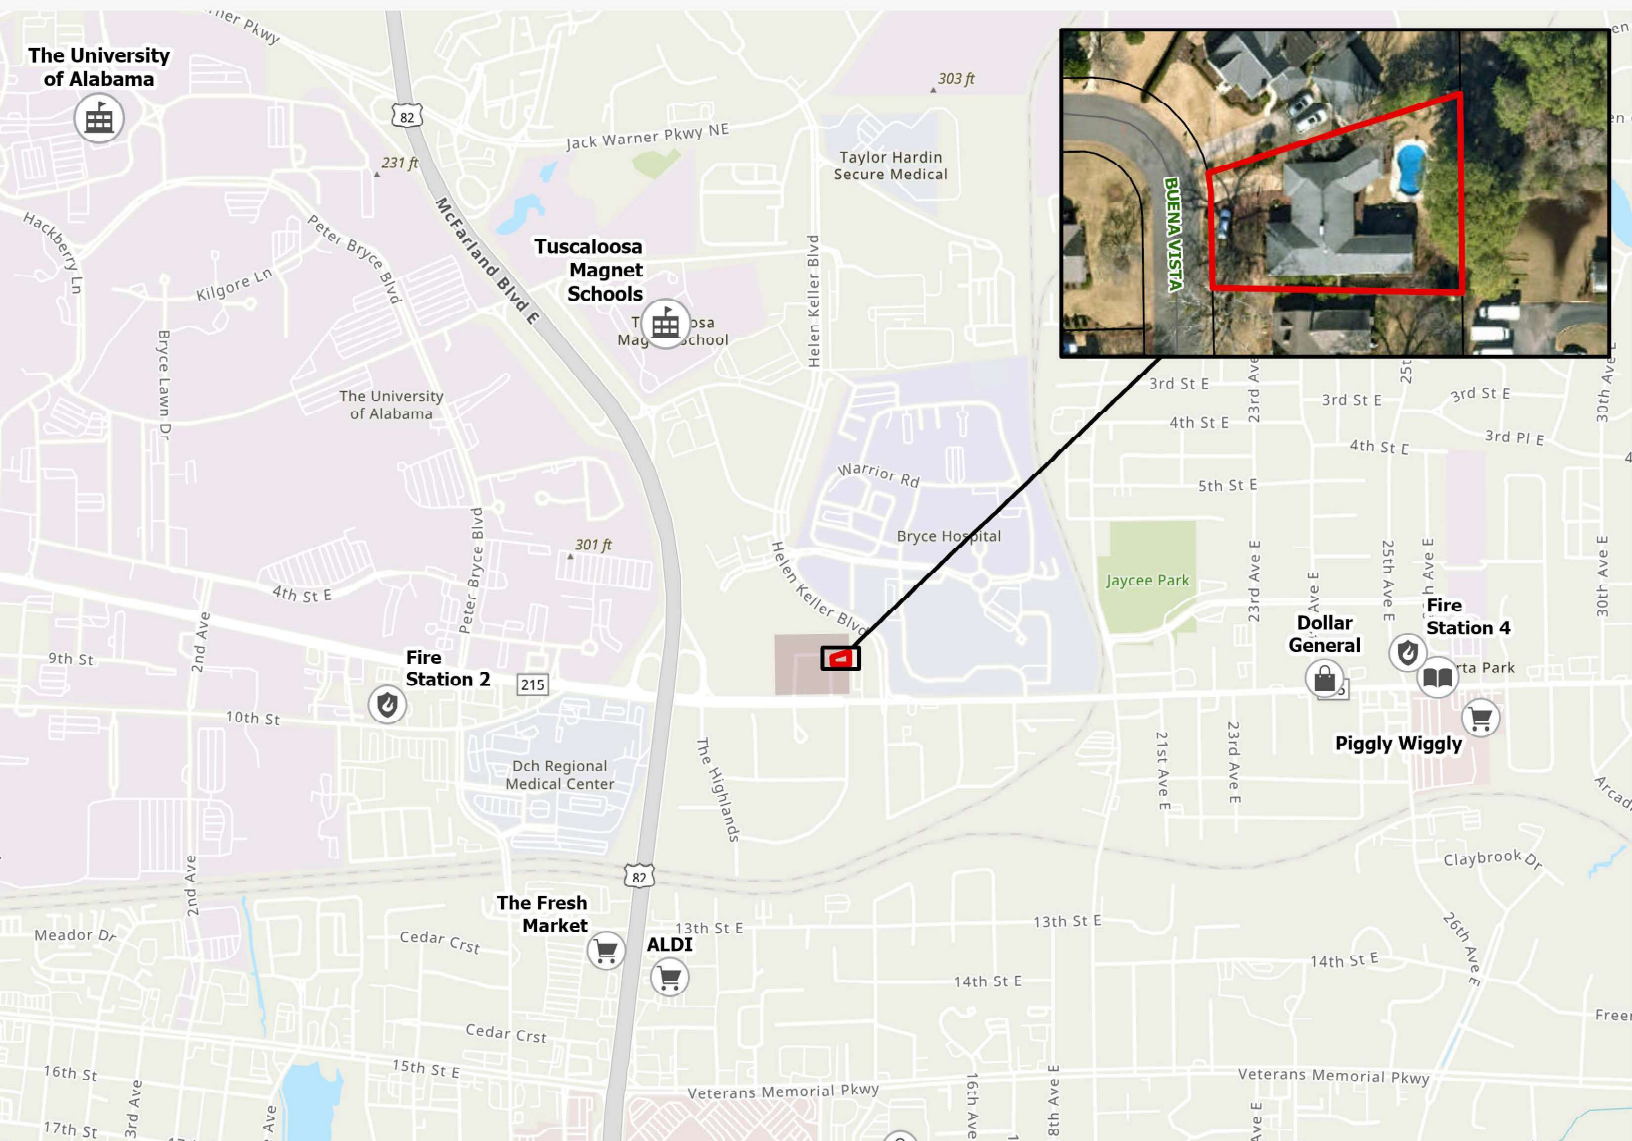 The University
of Alabama
82
303 ft
Jack Warner Pkwy NE
231 ft
Taylor Hardin
Secure Medical
Hackberry Ln
Peter Bryce Blvd
McFarland Blvd E
Kilgore Ln
Tuscaloosa
Magnet
Schools
Helen Keller Blvd
BUENA VISTA
Bryce Lawn Dr
The University
of Alabama
3rd St E
23rd Ave
3rd St E
3rd St E
30th Ave E
4th St E
3rd Pl E
4th St E
Warrior Rd
5th St E
Bryce Hospital
301 ft
Peter Bryce Blvd
Helen Keller Blvd
Jaycee Park
23rd Ave E
Ave E
25th Ave E
30th Ave E
4th St E
2nd Ave
9th St E
Fire
Station 2
215
Dollar
General
Fire
Station 4
rta Park
10th St
Piggly Wiggly
Dch Regional
Medical Center
The Highlands
21st Ave E
23rd Ave E
82
2nd Ave
Claybrook Dr
The Fresh
Market
13th St E
ALDI
13th St E
Meador Dr
Cedar Crst
26th Ave E
14th St E
14th St E
Cedar Crst
16th St
15th St E
Veterans Memorial Pkwy
Veterans Memorial Pkwy
3rd Ave
Ave
16th Ave
8th Ave E
Ave E
17th St